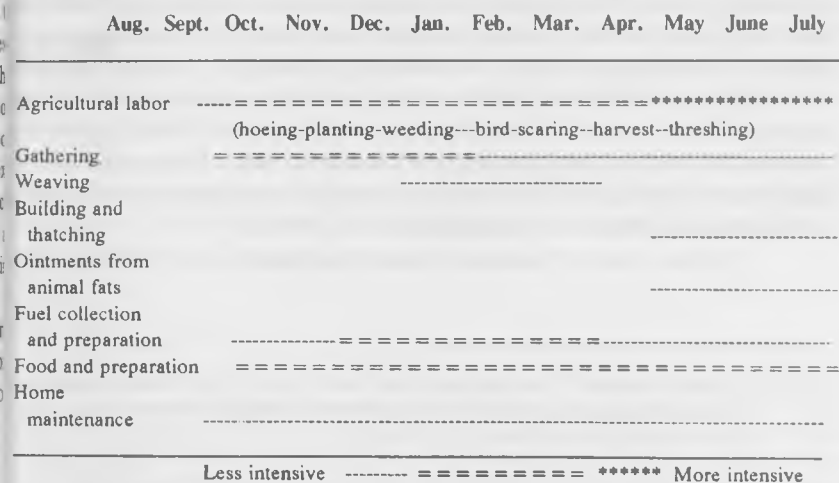 Aug. Sept. Oct. Nov. Dec. Jan. Feb. Mar. Apr. May June July
Agricultural labor -----=======================*****************
(hoeing-planting-weeding---bird-scaring--harvest--threshing)
Gathering ==============----------------------
Weaving ----------------------
Building and
thatching --------------------
Ointments from
animal fats --------------------
Fuel collection
and preparation ------------==============------------------------
Food and preparation =================================
Home
maintenance ----------------------------------------------------------------
Less intensive -------- ========= ****** More intensive